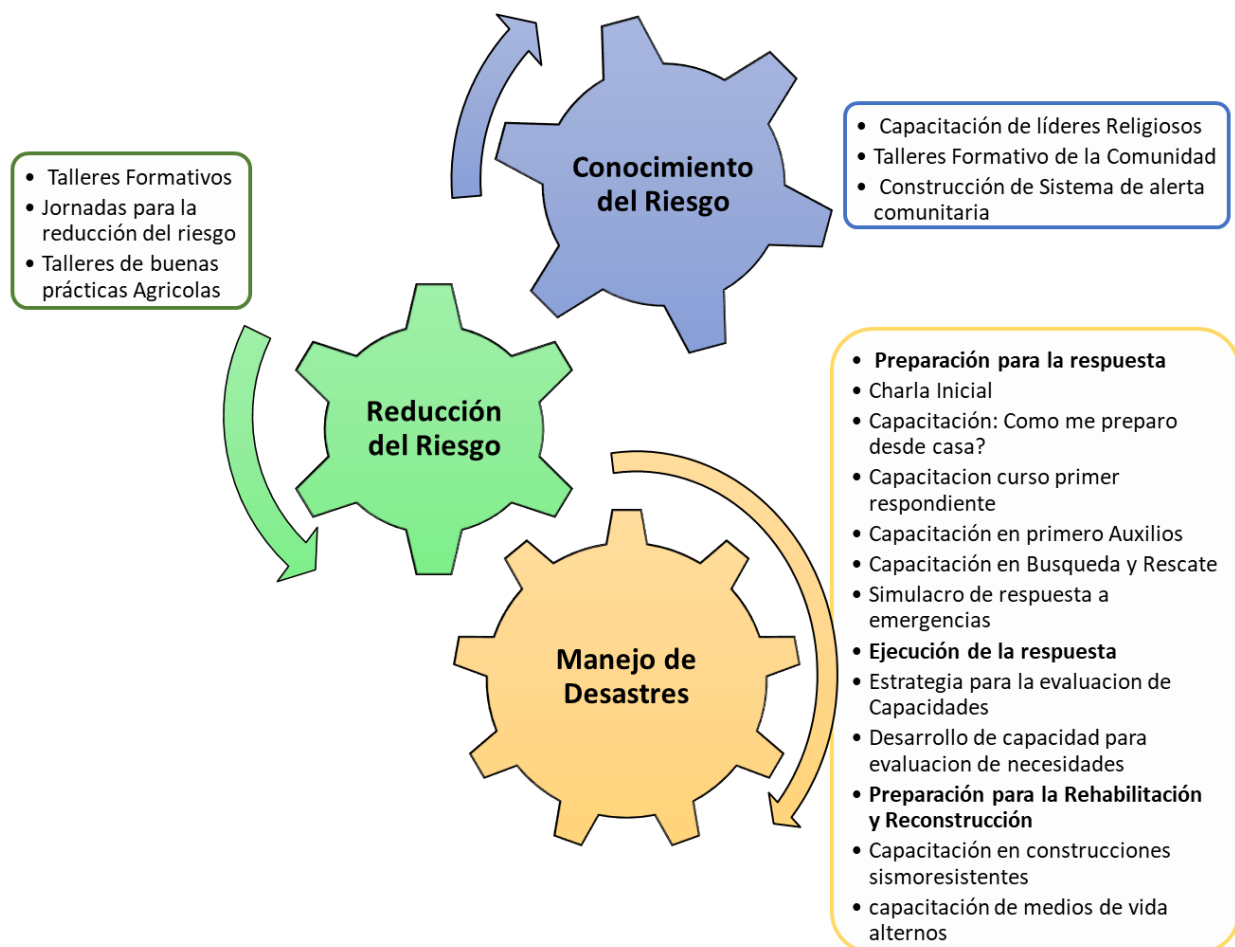 Conocimiento
del Riesgo
• Capacitación de líderes Religiosos
• Talleres Formativo de la Comunidad
• Construcción de Sistema de alerta
comunitaria
• Talleres Formativos
• Jornadas para la
reducción del riesgo
• Talleres de buenas
prácticas Agricolas
Reducción
del Riesgo
Manejo de
Desastres
• Preparación para la respuesta
• Charla Inicial
• Capacitación: Como me preparo
desde casa?
• Capacitacion curso primer
respondiente
• Capacitación en primero Auxilios
• Capacitación en Busqueda y Rescate
• Simulacro de respuesta a
emergencias
• Ejecución de la respuesta
• Estrategia para la evaluacion de
Capacidades
• Desarrollo de capacidad para
evaluacion de necesidades
• Preparación para la Rehabilitación
y Reconstrucción
• Capacitación en construcciones
sismoresistentes
• capacitación de medios de vida
alternos